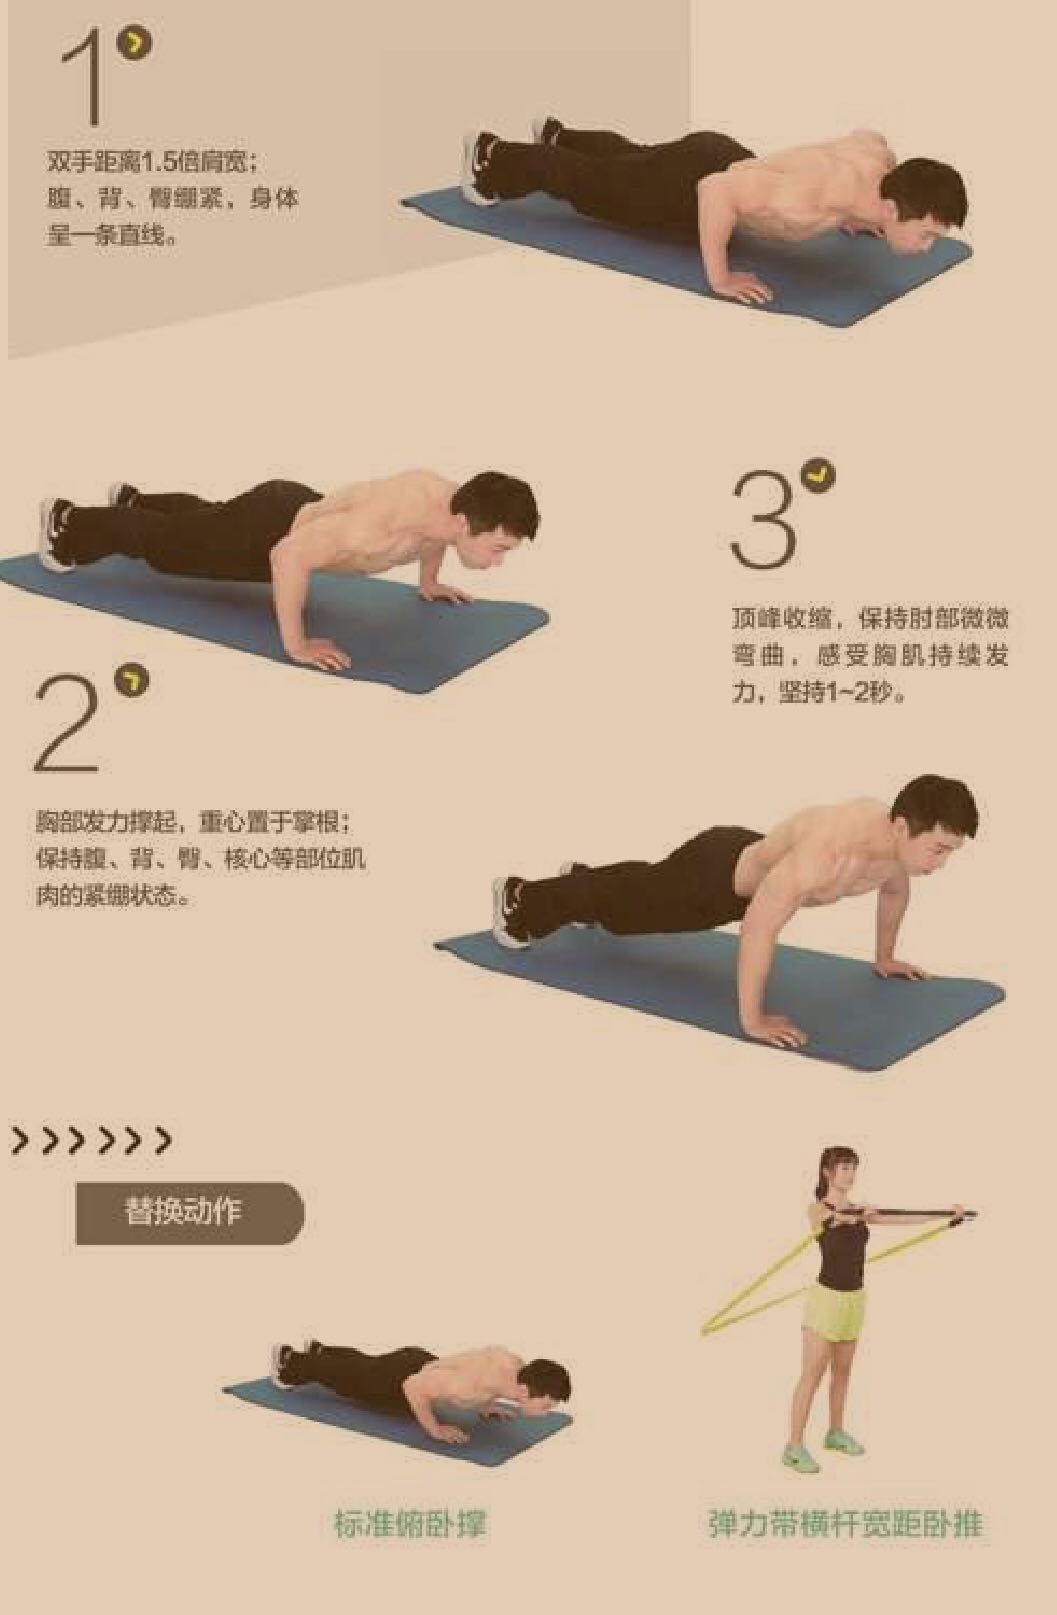 1
双手距离1.5倍肩宽；
腹、背、臀绷紧，身体
呈一条直线。
2
胸部发力撑起，重心置于掌根；
保持腹、背、臀、核心等部位肌
肉的紧绷状态。
3
顶峰收缩，保持肘部微微
弯曲，感受胸肌持续发
力，坚持1~2秒。
>>>>>>
替换动作
标准俯卧撑
弹力带横杆宽距卧推